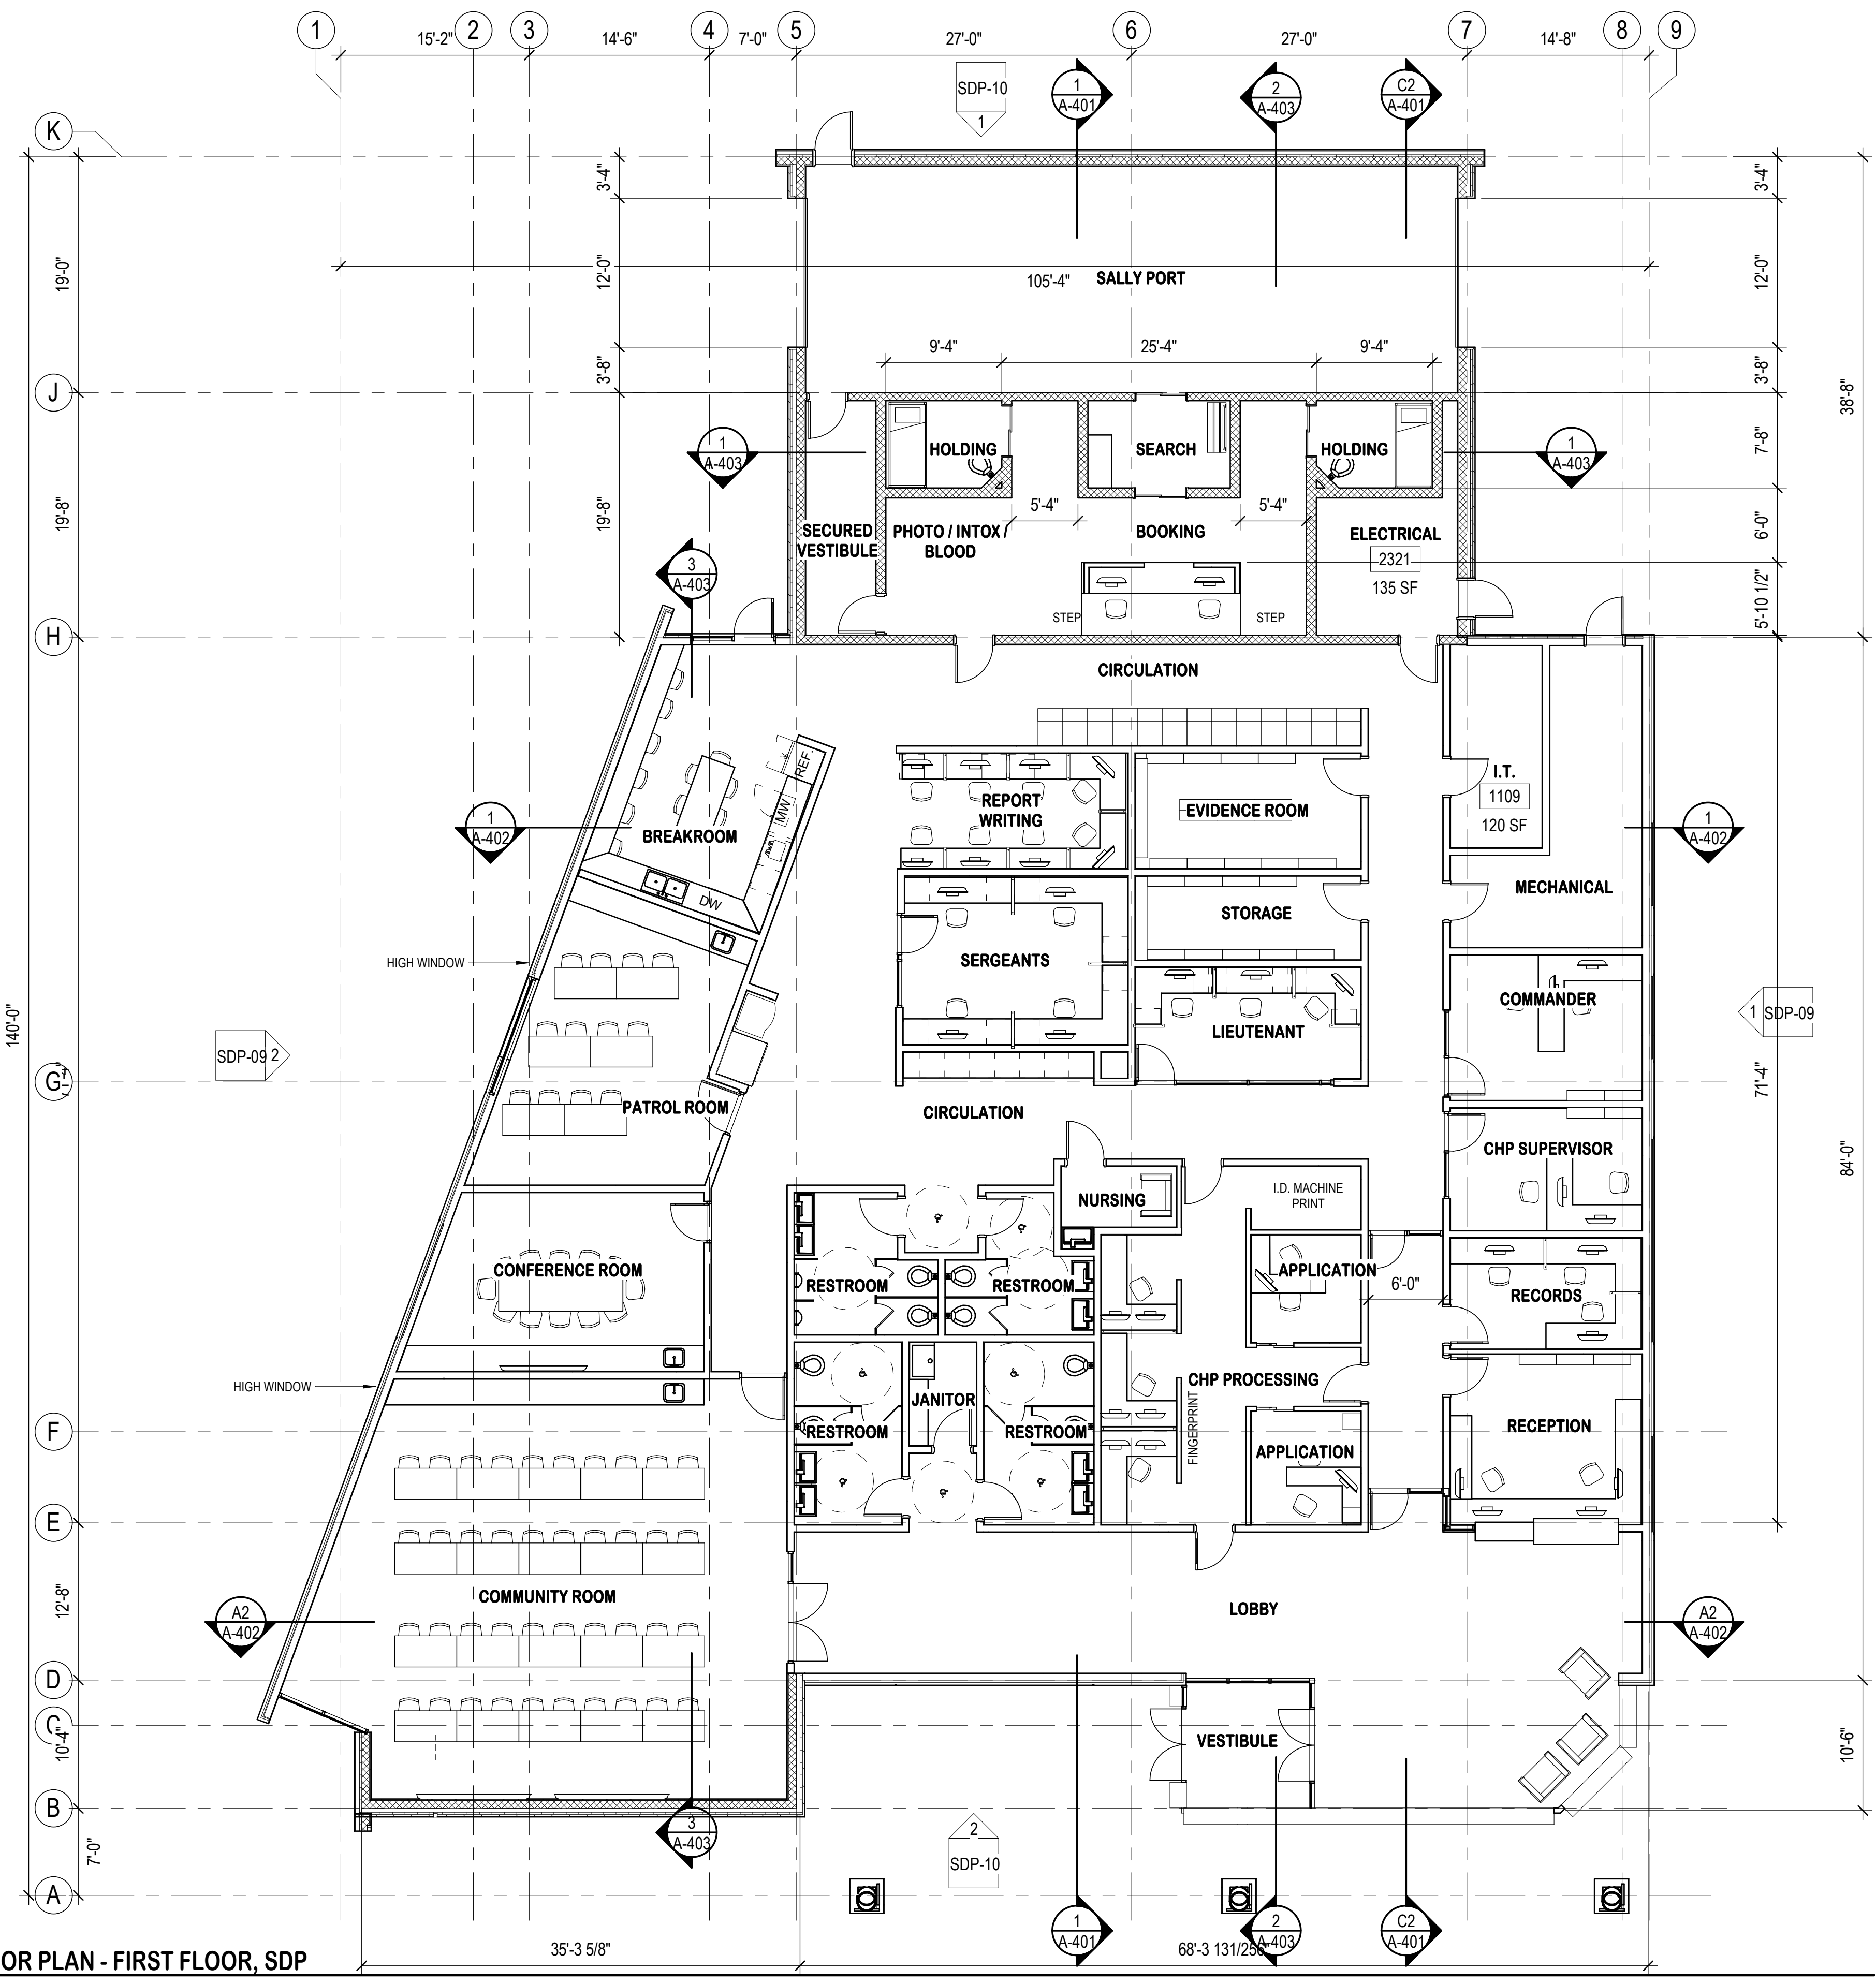 1
2
3
4
5
6
7
8
9
15'-2"
14'-6"
7'-0"
27'-0"
27'-0"
14'-8"
SDP-10
1
1
A-401
2
A-403
C2
A-401
K
3'-4"
3'-4"
19'-0"
12'-0"
105'-4"
SALLY PORT
12'-0"
3'-8"
9'-4"
25'-4"
9'-4"
3'-8"
38'-8"
J
1
A-403
HOLDING
SEARCH
HOLDING
1
A-403
7'-8"
19'-8"
19'-8"
5'-4"
5'-4"
SECURED
VESTIBULE
PHOTO / INTOX /
BLOOD
BOOKING
ELECTRICAL
2321
135 SF
6'-0"
3
A-403
STEP
STEP
5'-10 1/2"
H
CIRCULATION
REF.
MW
I.T.
1109
120 SF
REPORT
WRITING
EVIDENCE ROOM
1
A-402
BREAKROOM
1
A-402
DW
MECHANICAL
STORAGE
HIGH WINDOW
SERGEANTS
COMMANDER
140'-0"
LIEUTENANT
SDP-09
2
1
SDP-09
G
71'-4"
PATROL ROOM
CIRCULATION
CHP SUPERVISOR
84'-0"
NURSING
I.D. MACHINE
PRINT
CONFERENCE ROOM
RESTROOM
RESTROOM
APPLICATION
6'-0"
RECORDS
HIGH WINDOW
JANITOR
CHP PROCESSING
FINGERPRINT
F
RESTROOM
RESTROOM
APPLICATION
RECEPTION
E
12'-8"
COMMUNITY ROOM
LOBBY
A2
A-402
A2
A-402
D
C
10'-4"
VESTIBULE
10'-6"
B
3
A-403
7'-0"
2
SDP-10
A
1
A-401
2
A-403
C2
A-401
35'-3 5/8"
68'-3 131/256"
OR PLAN - FIRST FLOOR, SDP